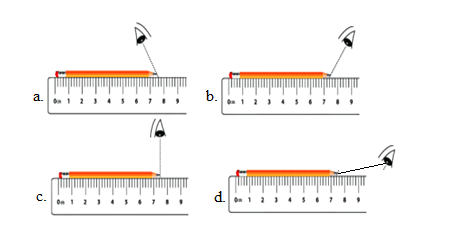 a. 0cm 1 2 3 4 5 6 7 8 9
b. 0cm 1 2 3 4 5 6 7 8 9
c. 0cm 1 2 3 4 5 6 7 8 9
d. 0cm 1 2 3 4 5 6 7 8 9